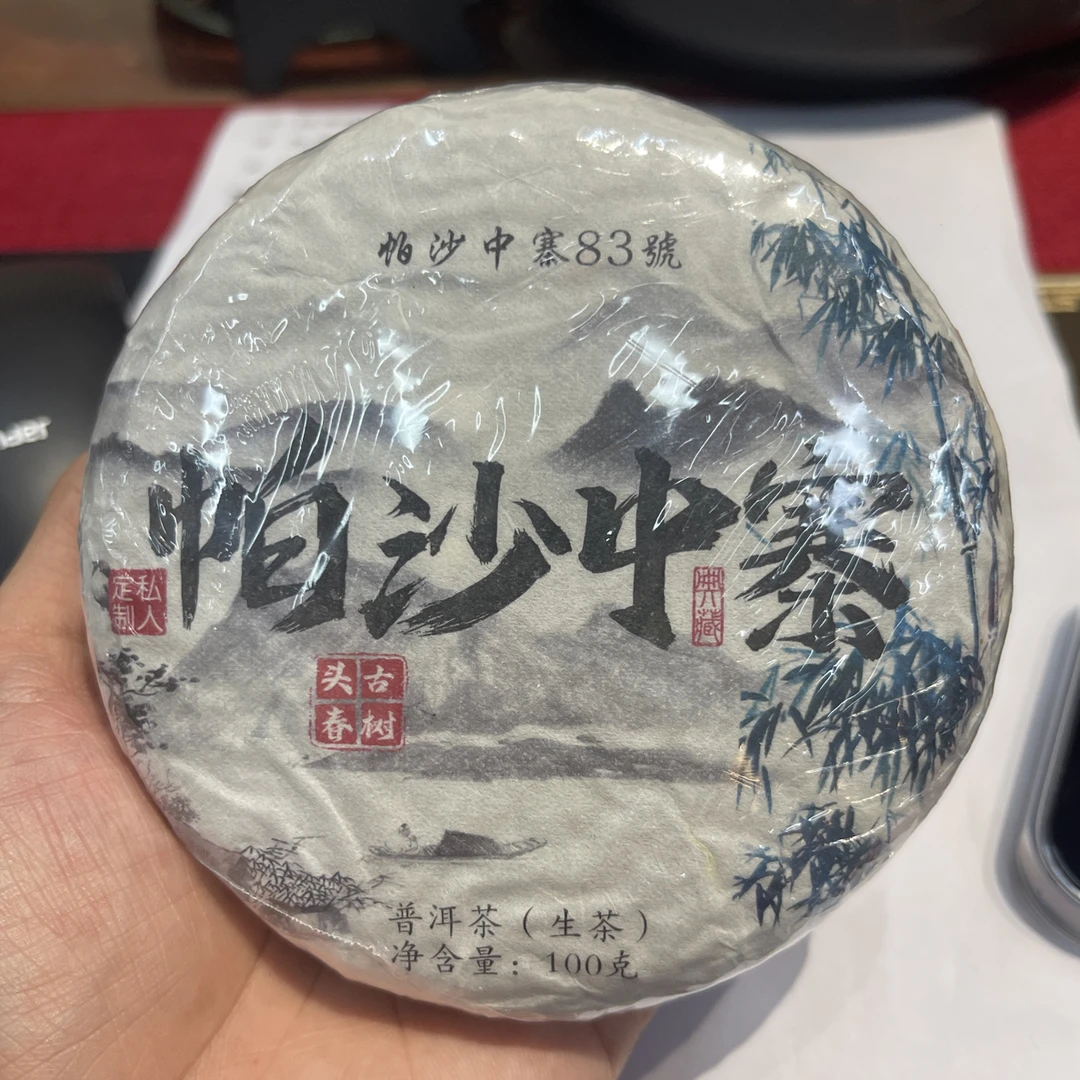 帕沙中寨83號
帕沙中寨
私人
定制
典藏
古树
头春
普洱茶（生茶）
净含量：100克